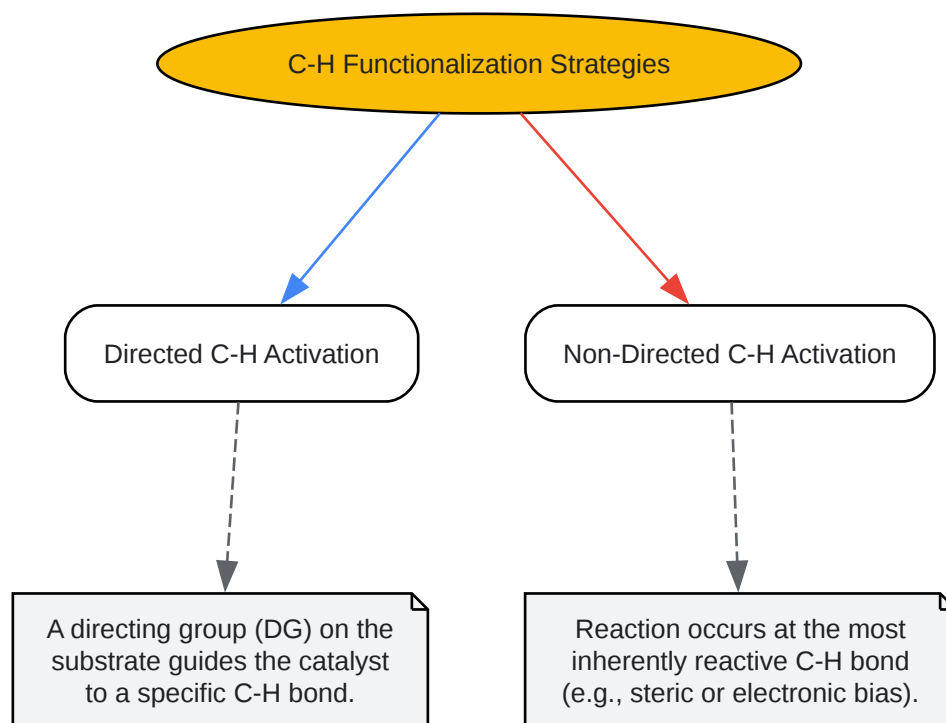 C-H Functionalization Strategies
Directed C-H Activation
Non-Directed C-H Activation
A directing group (DG) on the
substrate guides the catalyst
to a specific C-H bond.
Reaction occurs at the most
inherently reactive C-H bond
(e.g., steric or electronic bias).